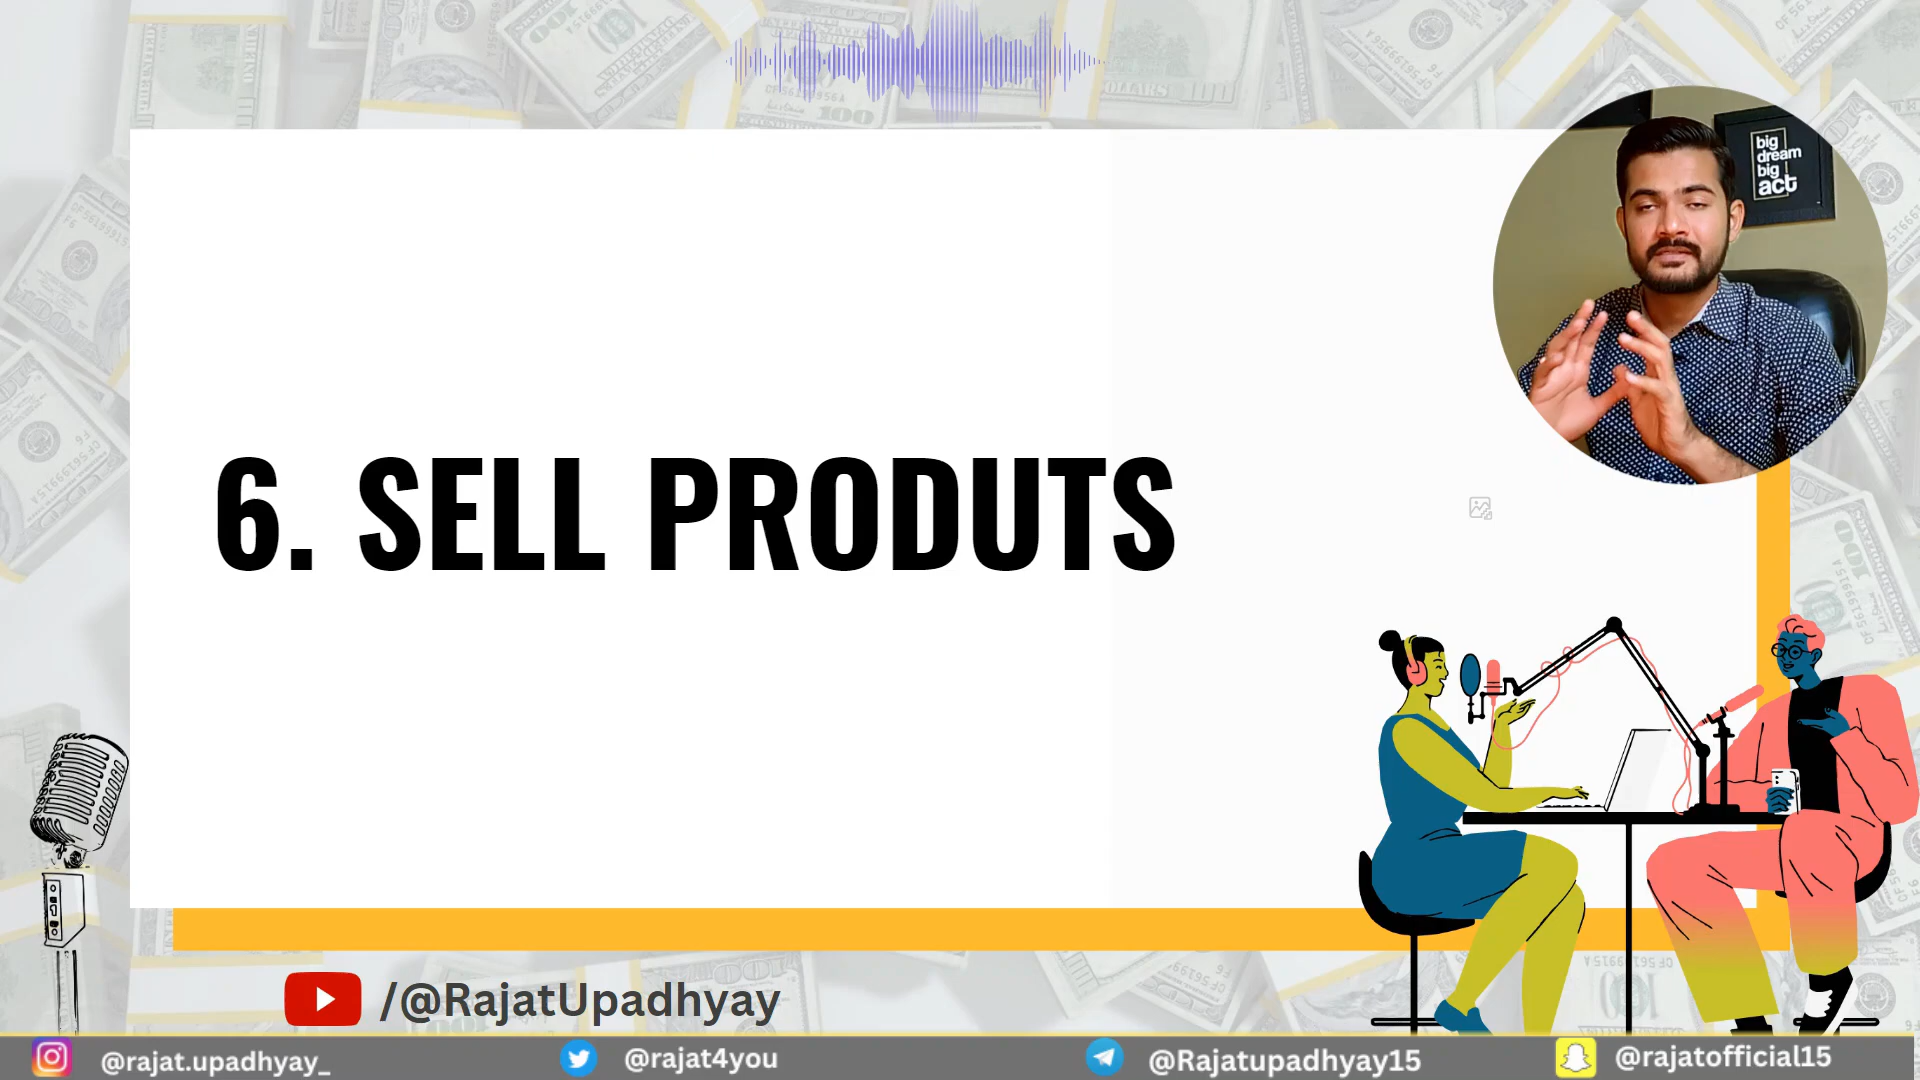 big
dream
big
act
6. SELL PRODUTS
/@RajatUpadhyay
@rajat.upadhyay_
@rajat4you
@Rajatupadhyay15
@rajatofficial15